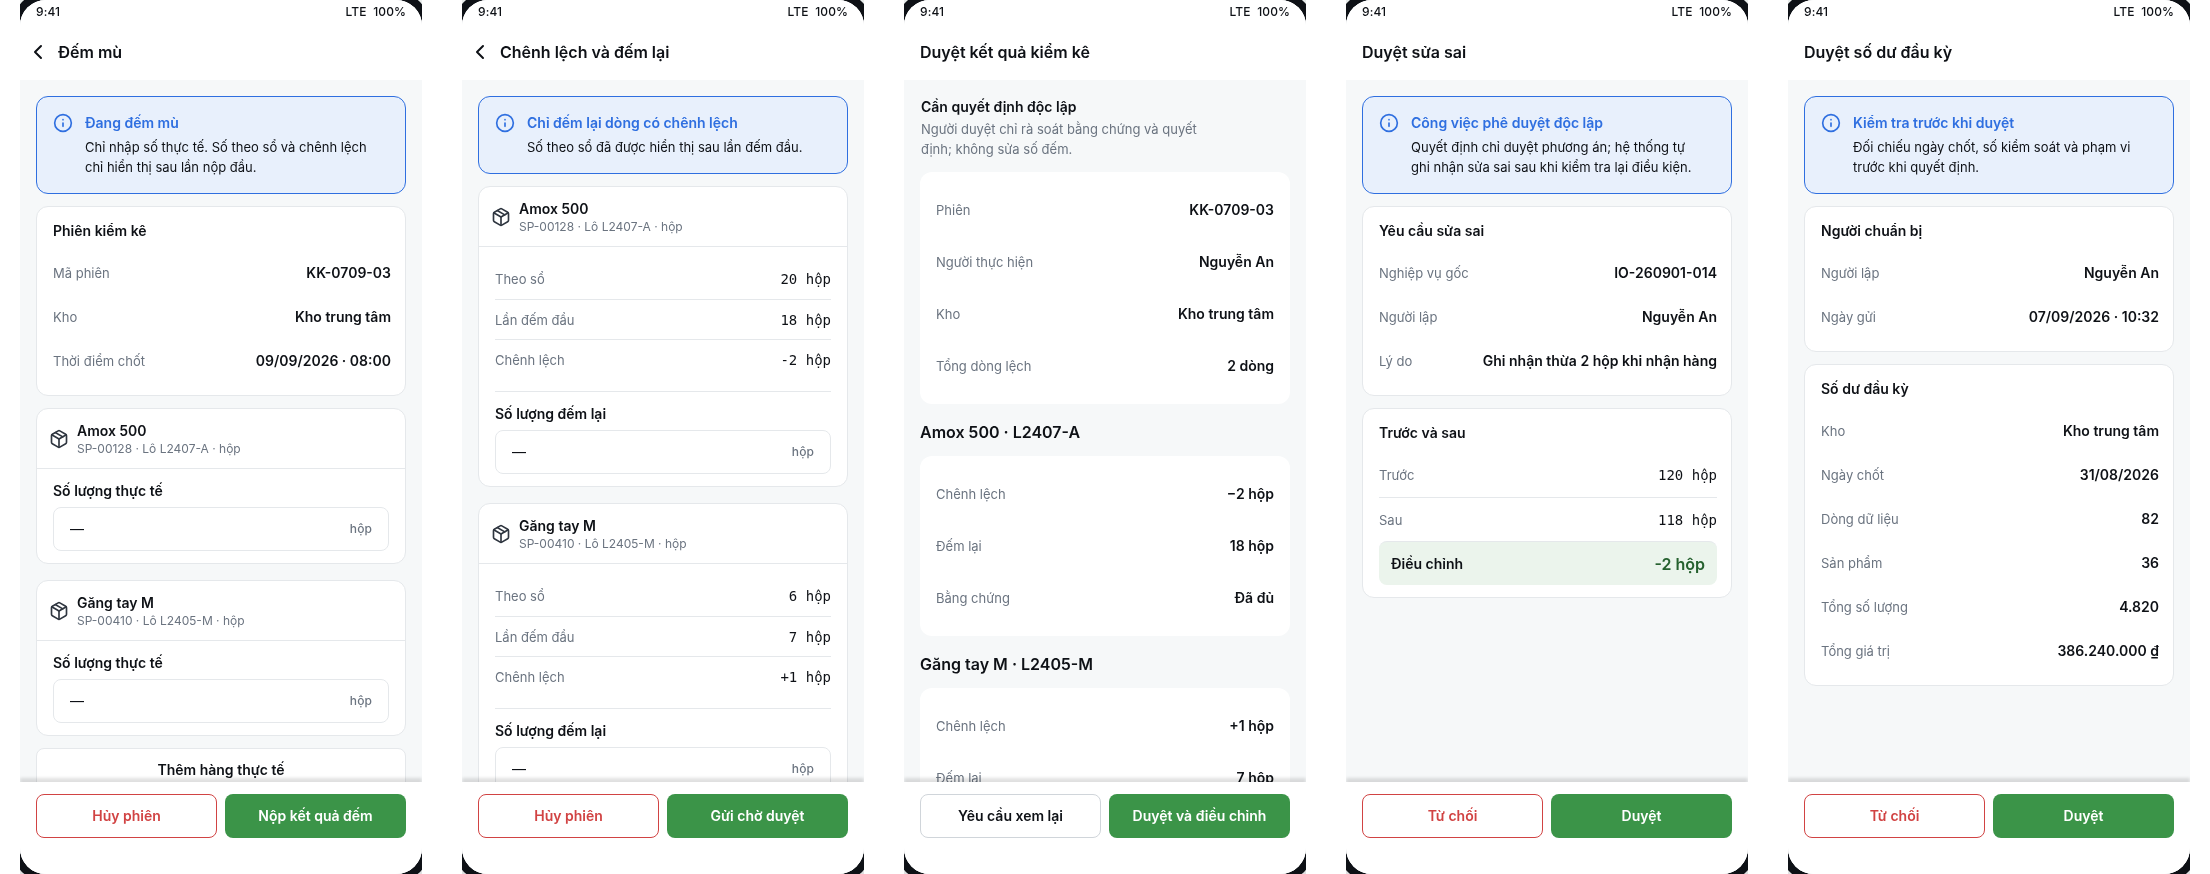 9:41 LTE 100%
Đếm mù
Đang đếm mù
Chỉ nhập số thực tế. Số theo sổ và chênh lệch
chỉ hiển thị sau lần nộp đầu.
Phiên kiểm kê
Mã phiên KK-0709-03
Kho Kho trung tâm
Thời điểm chốt 09/09/2026 · 08:00
Amox 500
SP-00128 · Lô L2407-A · hộp
Số lượng thực tế
— hộp
Găng tay M
SP-00410 · Lô L2405-M · hộp
Số lượng thực tế
— hộp
Thêm hàng thực tế
Hủy phiên Nộp kết quả đếm
9:41 LTE 100%
Chênh lệch và đếm lại
Chỉ đếm lại dòng có chênh lệch
Số theo sổ đã được hiển thị sau lần đếm đầu.
Amox 500
SP-00128 · Lô L2407-A · hộp
Theo sổ 20 hộp
Lần đếm đầu 18 hộp
Chênh lệch -2 hộp
Số lượng đếm lại
— hộp
Găng tay M
SP-00410 · Lô L2405-M · hộp
Theo sổ 6 hộp
Lần đếm đầu 7 hộp
Chênh lệch +1 hộp
Số lượng đếm lại
— hộp
Hủy phiên Gửi chờ duyệt
9:41 LTE 100%
Duyệt kết quả kiểm kê
Cần quyết định độc lập
Người duyệt chỉ rà soát bằng chứng và quyết
định; không sửa số đếm.
Phiên KK-0709-03
Người thực hiện Nguyễn An
Kho Kho trung tâm
Tổng dòng lệch 2 dòng
Amox 500 · L2407-A
Chênh lệch −2 hộp
Đếm lại 18 hộp
Bằng chứng Đã đủ
Găng tay M · L2405-M
Chênh lệch +1 hộp
Đếm lại 7 hộp
Yêu cầu xem lại Duyệt và điều chỉnh
9:41 LTE 100%
Duyệt sửa sai
Công việc phê duyệt độc lập
Quyết định chỉ duyệt phương án; hệ thống tự
ghi nhận sửa sai sau khi kiểm tra lại điều kiện.
Yêu cầu sửa sai
Nghiệp vụ gốc IO-260901-014
Người lập Nguyễn An
Lý do Ghi nhận thừa 2 hộp khi nhận hàng
Trước và sau
Trước 120 hộp
Sau 118 hộp
Điều chỉnh -2 hộp
Từ chối Duyệt
9:41 LTE 100%
Duyệt số dư đầu kỳ
Kiểm tra trước khi duyệt
Đối chiếu ngày chốt, số kiểm soát và phạm vi
trước khi quyết định.
Người chuẩn bị
Người lập Nguyễn An
Ngày gửi 07/09/2026 · 10:32
Số dư đầu kỳ
Kho Kho trung tâm
Ngày chốt 31/08/2026
Dòng dữ liệu 82
Sản phẩm 36
Tổng số lượng 4.820
Tổng giá trị 386.240.000 ₫
Từ chối Duyệt